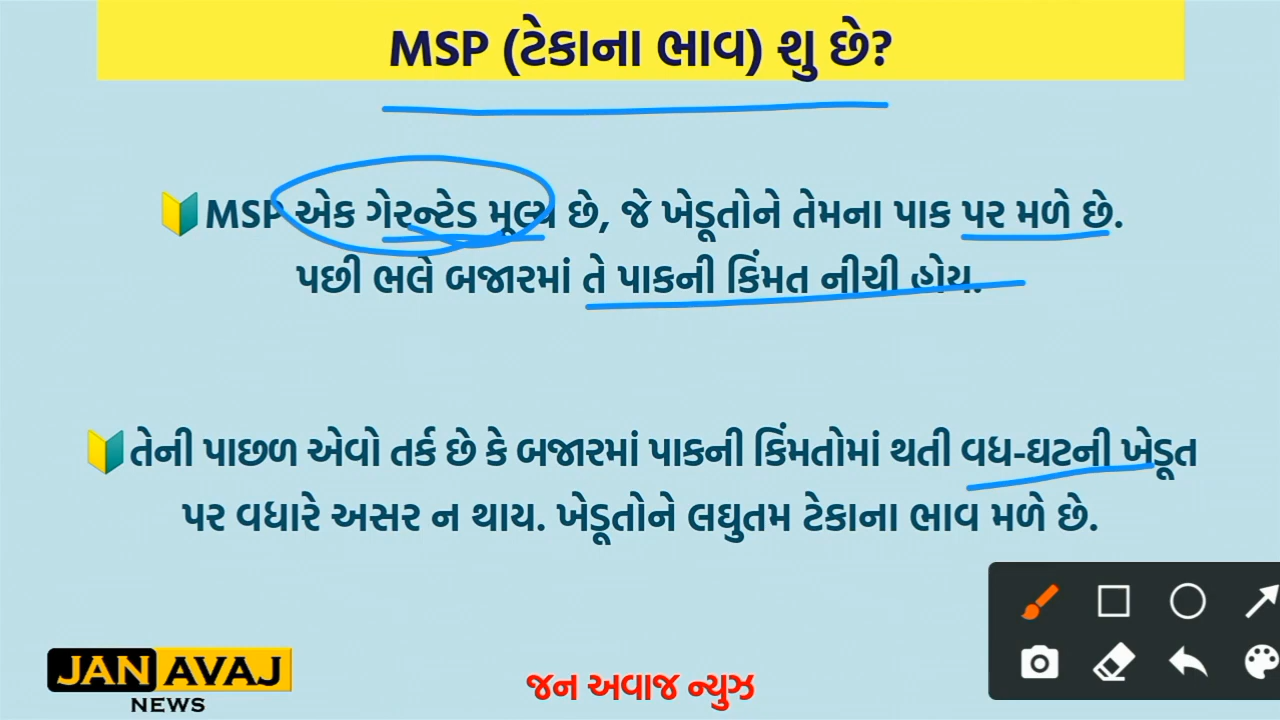 MSP (ટેકાના ભાવ) શુ છે?
MSP એક ગેરન્ટેડ મૂલ્ય છે, જે ખેડૂતોને તેમના પાક પર મળે છે.
પછી ભલે બજારમાં તે પાકની કિંમત નીચી હોય.
તેની પાછળ એવો તર્ક છે કે બજારમાં પાકની કિંમતોમાં થતી વધ-ઘટની ખેડૂત
પર વધારે અસર ન થાય. ખેડૂતોને લઘુતમ ટેકાના ભાવ મળે છે.
JAN AVAJ
NEWS
જન અવાજ ન્યુઝ